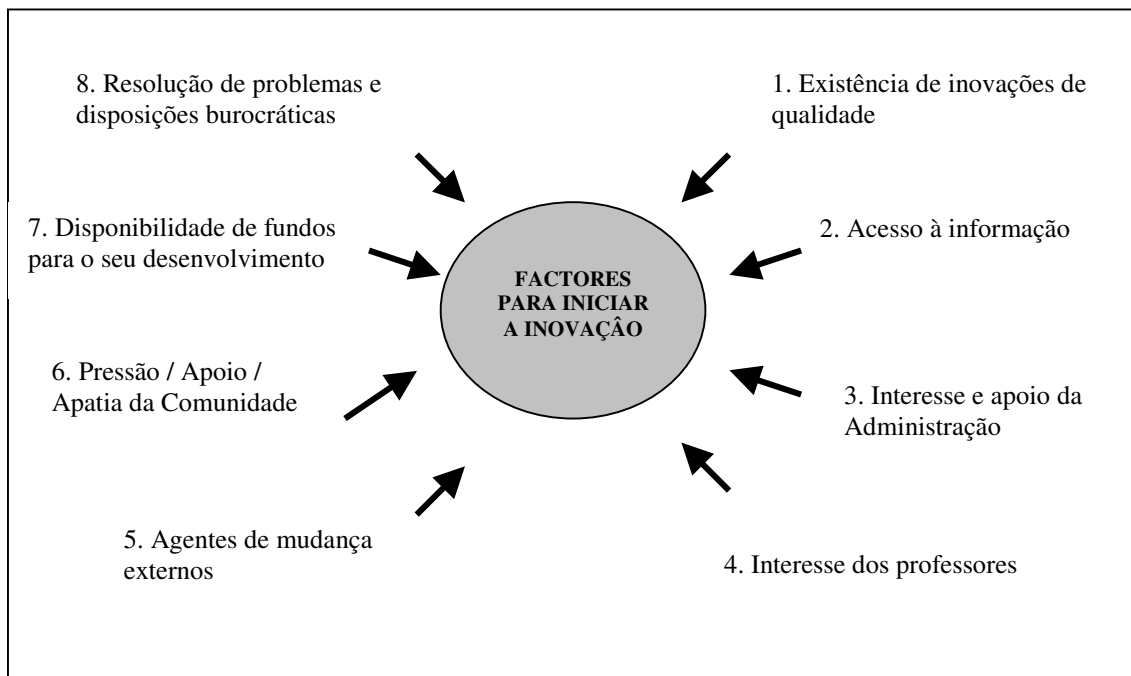 8. Resolução de problemas e
disposições burocráticas
1. Existência de inovações de
qualidade
7. Disponibilidade de fundos
para o seu desenvolvimento
2. Acesso à informação
FACTORES
PARA INICIAR
A INOVAÇÂO
6. Pressão / Apoio /
Apatia da Comunidade
3. Interesse e apoio da
Administração
5. Agentes de mudança
externos
4. Interesse dos professores